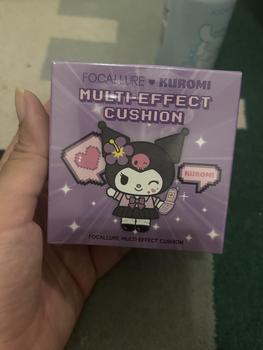 FOCALLURE ♥ KUROMI
MULTI-EFFECT
CUSHION
KUROMI
FOCALLURE MULTI-EFFECT CUSHION